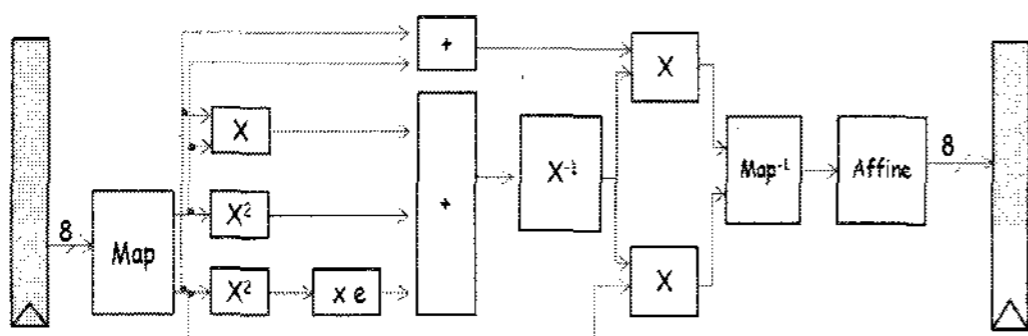 +
X
X
8
Map
X²
X²
x e
+
X⁻¹
X
Map⁻¹
Affine
8